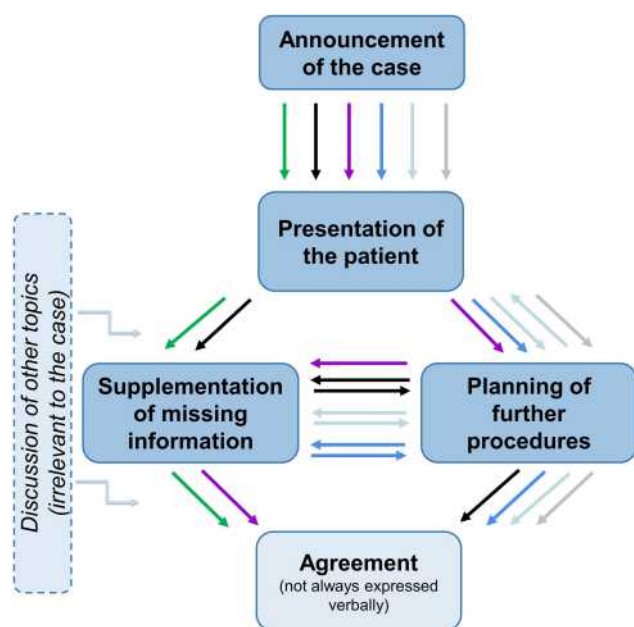 Announcement
of the case
Presentation of
the patient
Discussion of other topics
(irrelevant to the case)
Supplementation
of missing
information
Planning of
further
procedures
Agreement
(not always expressed
verbally)